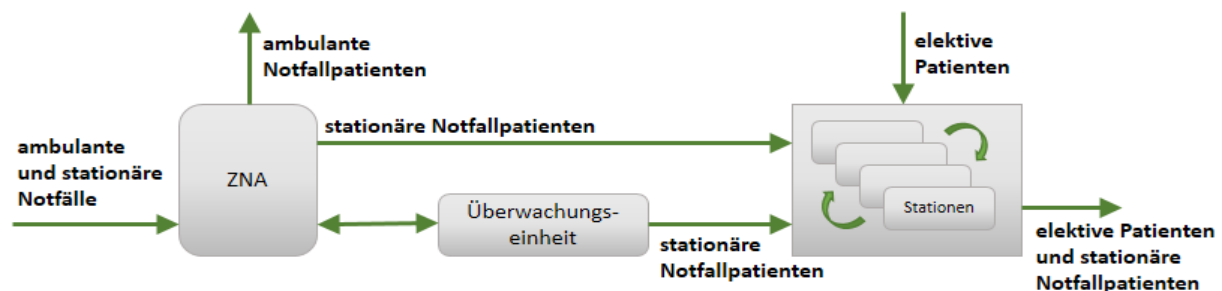 ambulante
Notfallpatienten
elektive
Patienten
stationäre Notfallpatienten
ambulante
und stationäre
Notfälle
ZNA
Überwachungs-
einheit
Stationen
stationäre
Notfallpatienten
elektive Patienten
und stationäre
Notfallpatienten